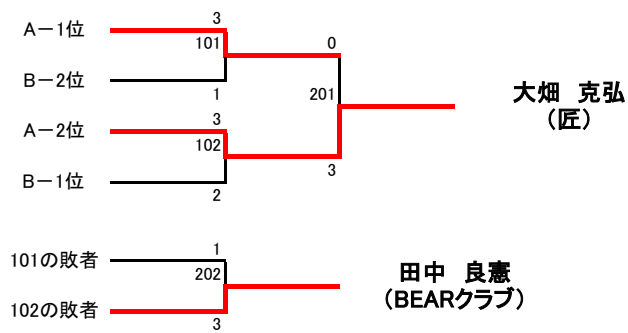 3
A－1位
101
0
B－2位
1
201
大畑　克弘
（匠）
3
A－2位
102
3
B－1位
2
1
101の敗者
202
田中　良憲
（BEARクラブ）
102の敗者
3